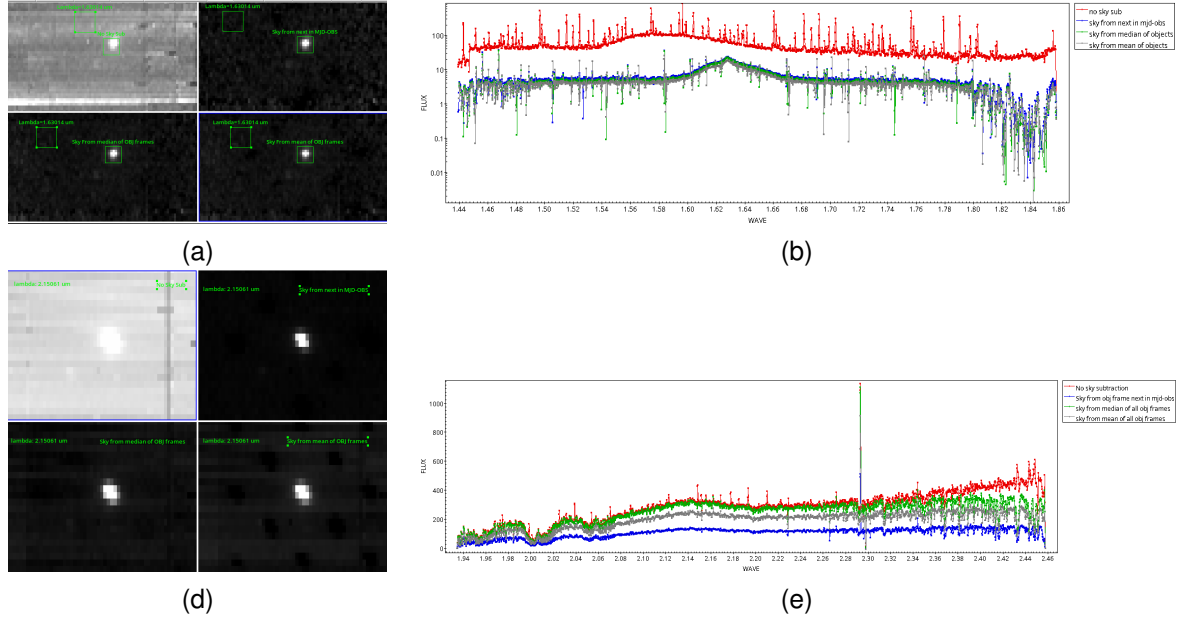 Lambda=1.63014 um
Sky from next in MJD-OBS
Lambda=1.63014 um
Sky From median of OBJ frames
Lambda=1.63014 um
Sky from mean of OBJ frames
(a)
FLUX
100
10
1
0.1
0.01
1.44 1.46 1.48 1.50 1.52 1.54 1.56 1.58 1.60 1.62 1.64 1.66 1.68 1.70 1.72 1.74 1.76 1.78 1.80 1.82 1.84 1.86
WAVE
no sky sub
sky from next in mjd-obs
sky from median of objects
sky from mean of objects
(b)
lambda: 2.15061 um
No Sky Sub
lambda: 2.15061 um
Sky from next in MJD-OBS
lambda: 2.15061 um
Sky from median of OBJ frames
lambda: 2.15061 um
Sky from mean of OBJ frames
(d)
FLUX
1000
800
600
400
200
0
1.94 1.96 1.98 2.00 2.02 2.04 2.06 2.08 2.10 2.12 2.14 2.16 2.18 2.20 2.22 2.24 2.26 2.28 2.30 2.32 2.34 2.36 2.38 2.40 2.42 2.44 2.46
WAVE
No sky subtraction
Sky from obj frame next in mjd-obs
sky from median of all obj frames
sky from mean of all obj frames
(e)